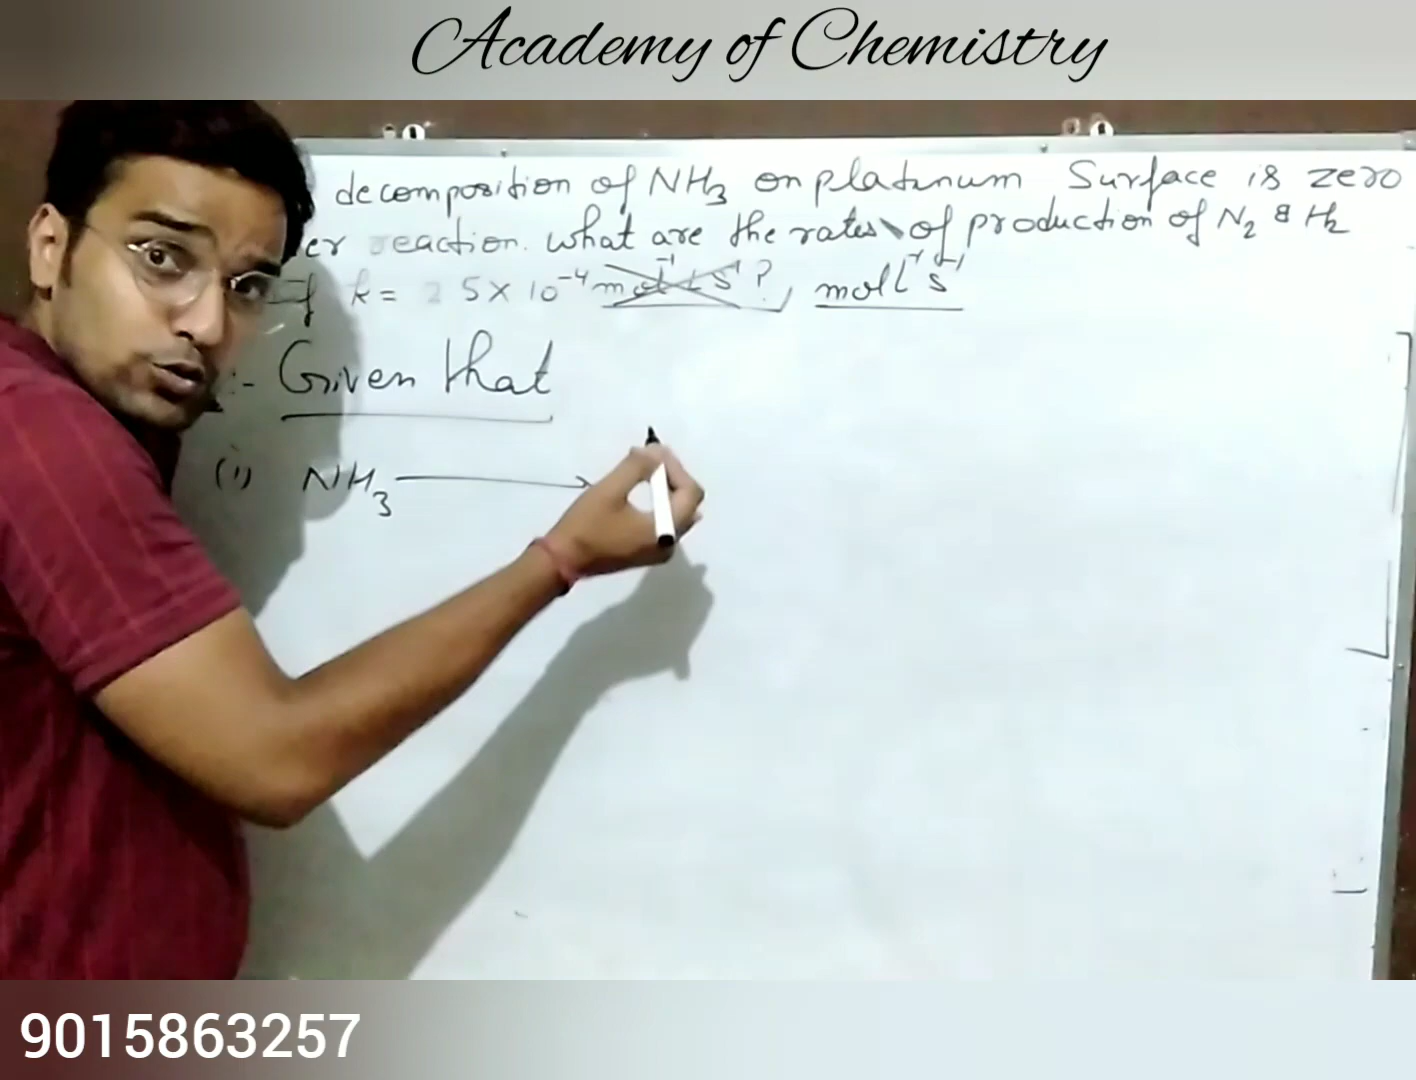 Academy of Chemistry
decomposition of NH3 on platinum Surface is zero
er reaction. what are the rates of production of N2 & H2
if k = 2 5 × 10⁻⁴ mol⁻¹ L S⁻¹ ?, mol L⁻¹ S⁻¹
:- Given that
(i) NH3 →
9015863257